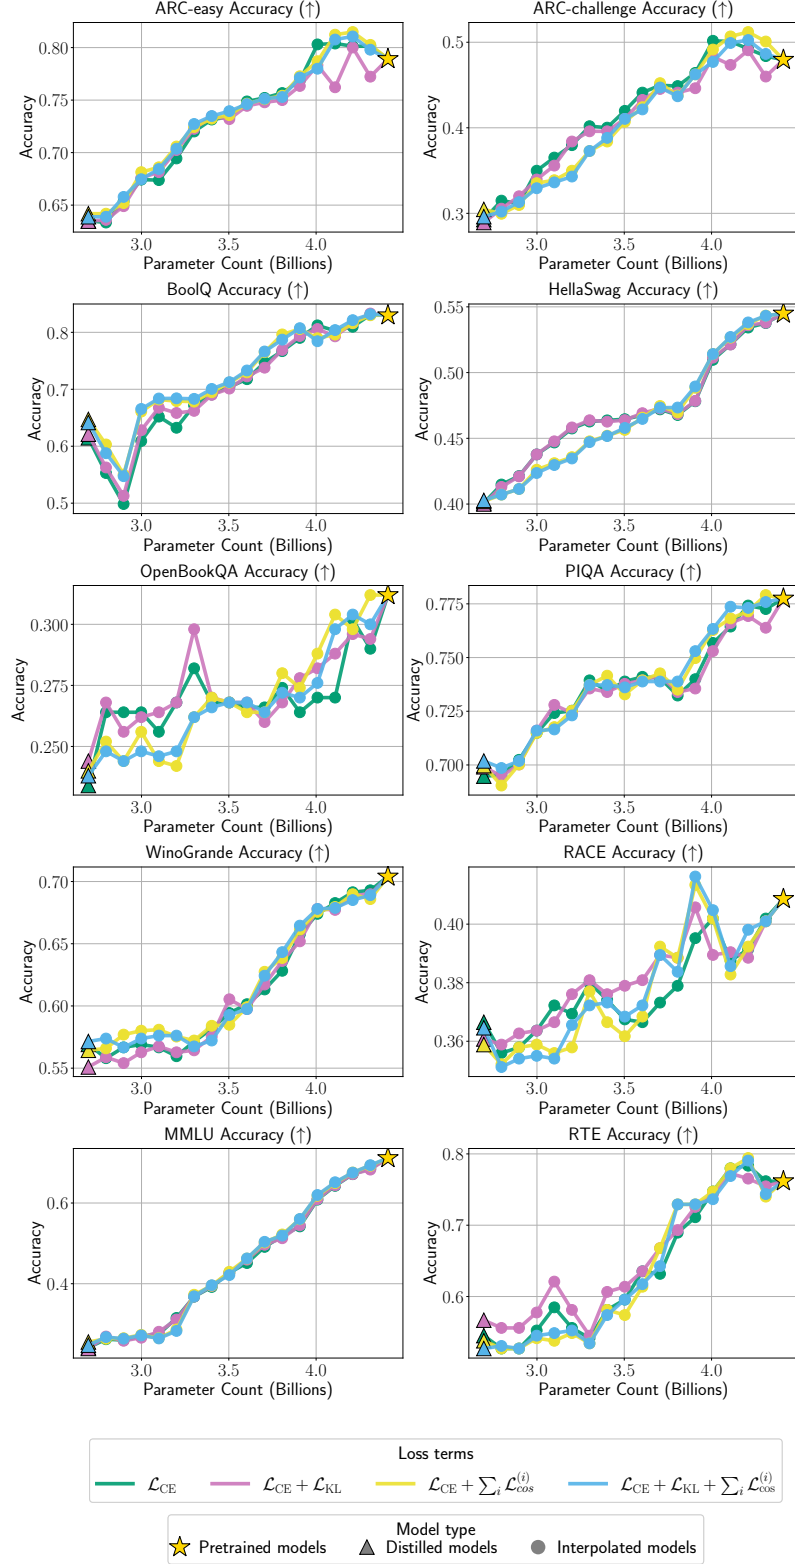 ARC-easy Accuracy (↑)
ARC-challenge Accuracy (↑)
Accuracy
0.80
0.75
0.70
0.65
3.0 3.5 4.0
Parameter Count (Billions)
Accuracy
0.5
0.4
0.3
3.0 3.5 4.0
Parameter Count (Billions)
BoolQ Accuracy (↑)
HellaSwag Accuracy (↑)
Accuracy
0.8
0.7
0.6
0.5
3.0 3.5 4.0
Parameter Count (Billions)
Accuracy
0.55
0.50
0.45
0.40
3.0 3.5 4.0
Parameter Count (Billions)
OpenBookQA Accuracy (↑)
PIQA Accuracy (↑)
Accuracy
0.300
0.275
0.250
3.0 3.5 4.0
Parameter Count (Billions)
Accuracy
0.775
0.750
0.725
0.700
3.0 3.5 4.0
Parameter Count (Billions)
WinoGrande Accuracy (↑)
RACE Accuracy (↑)
Accuracy
0.70
0.65
0.60
0.55
3.0 3.5 4.0
Parameter Count (Billions)
Accuracy
0.40
0.38
0.36
3.0 3.5 4.0
Parameter Count (Billions)
MMLU Accuracy (↑)
RTE Accuracy (↑)
Accuracy
0.6
0.4
3.0 3.5 4.0
Parameter Count (Billions)
Accuracy
0.8
0.7
0.6
3.0 3.5 4.0
Parameter Count (Billions)
Loss terms
ℒ_CE ℒ_CE + ℒ_KL ℒ_CE + ∑_i ℒ_cos^(i) ℒ_CE + ℒ_KL + ∑_i ℒ_cos^(i)
Model type
Pretrained models Distilled models Interpolated models